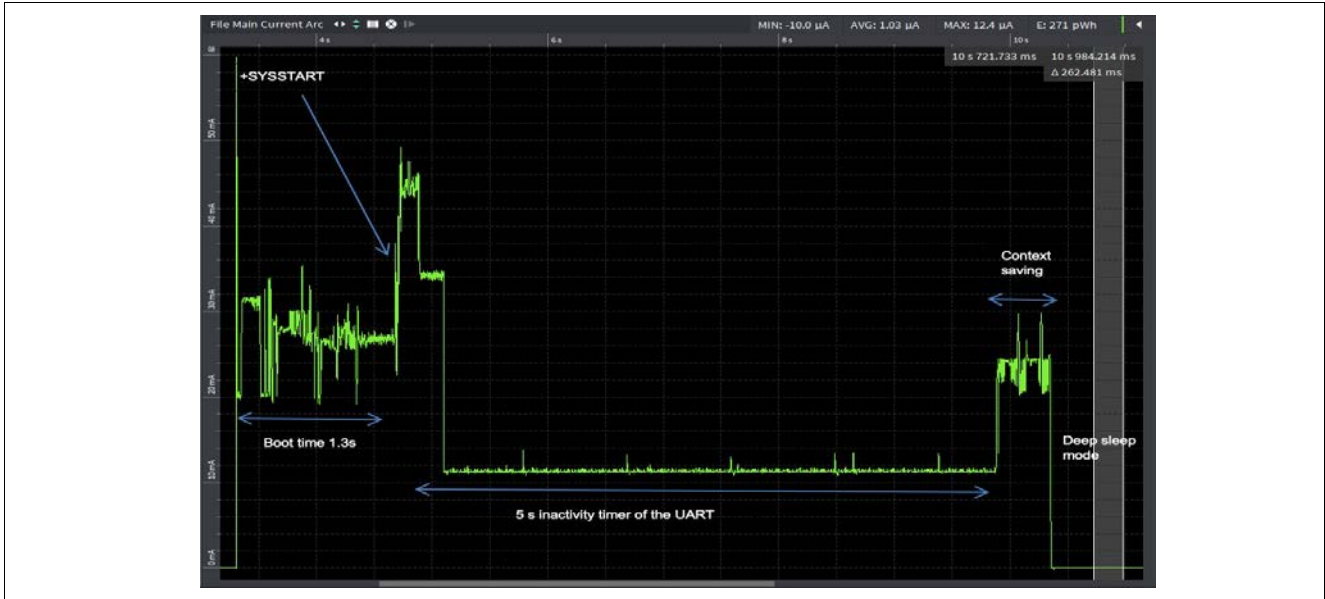 File Main Current Arc
MIN: -10.0 µA AVG: 1.03 µA MAX: 12.4 µA E: 271 pWh
4 s 6 s 8 s 10 s
10 s 721.733 ms 10 s 984.214 ms
Δ 262.481 ms
+SYSSTART
50 mA
40 mA
Context
saving
30 mA
20 mA
Boot time 1.3s
Deep sleep
mode
10 mA
5 s inactivity timer of the UART
0 mA